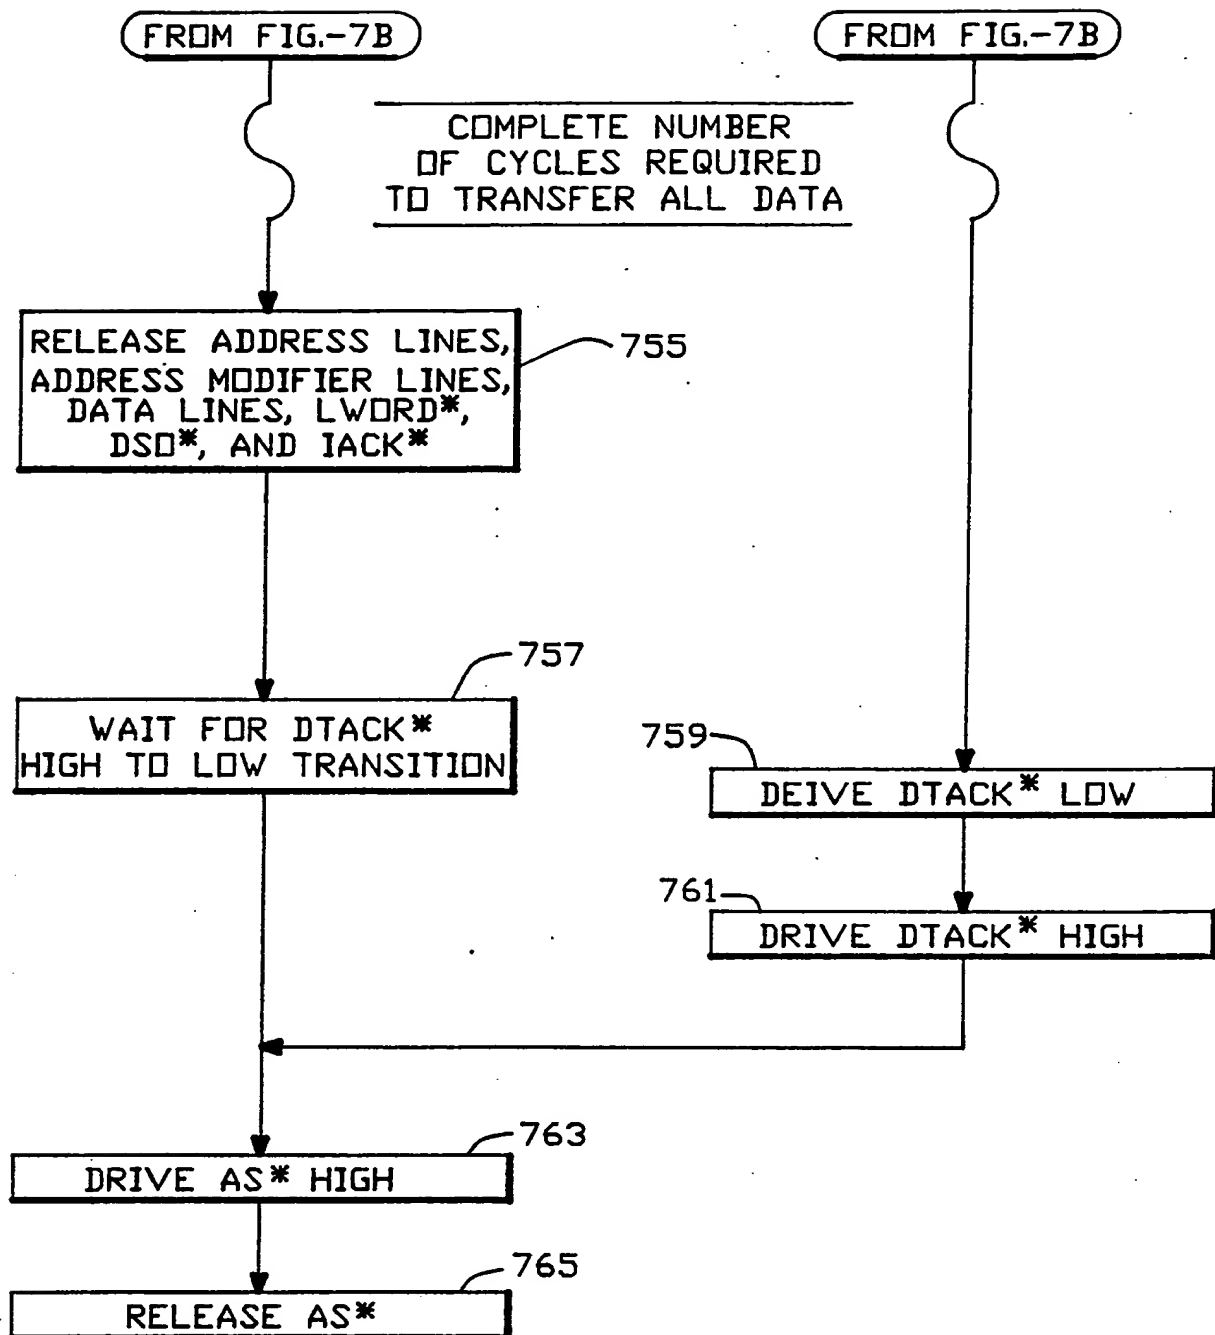 FROM FIG.-7B
FROM FIG.-7B
COMPLETE NUMBER
OF CYCLES REQUIRED
TO TRANSFER ALL DATA
RELEASE ADDRESS LINES,
ADDRESS MODIFIER LINES,
DATA LINES, LWORD*,
DSO*, AND IACK*
755
757
WAIT FOR DTACK*
HIGH TO LOW TRANSITION
759
DEIVE DTACK* LOW
761
DRIVE DTACK* HIGH
763
DRIVE AS* HIGH
765
RELEASE AS*